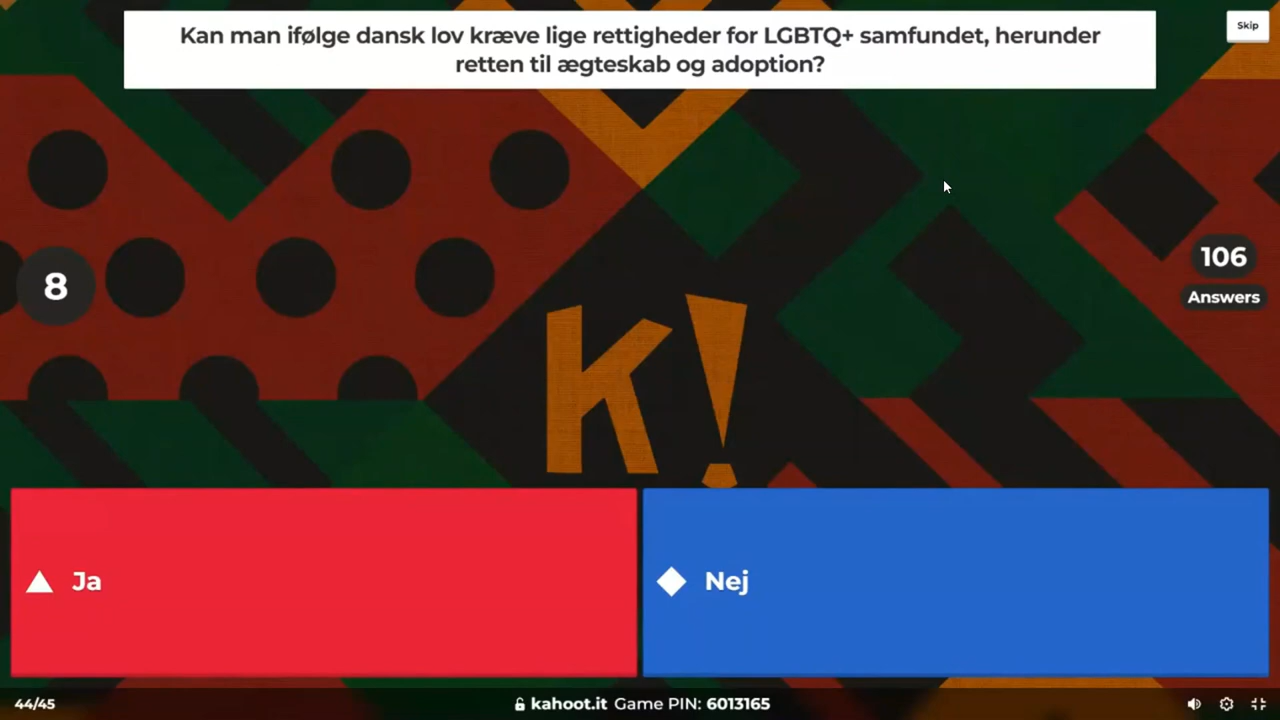 Kan man ifølge dansk lov kræve lige rettigheder for LGBTQ+ samfundet, herunder
retten til ægteskab og adoption?
Skip
8
106
Answers
K!
Ja
Nej
44/45
kahoot.it Game PIN: 6013165